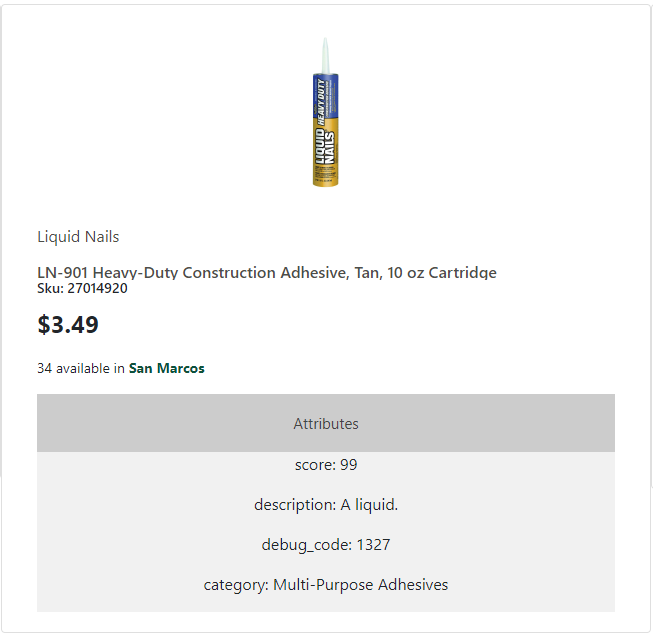 LIQUID NAILS HEAVY DUTY
Liquid Nails
LN-901 Heavy-Duty Construction Adhesive, Tan, 10 oz Cartridge
Sku: 27014920
$3.49
34 available in San Marcos
Attributes
score: 99
description: A liquid.
debug_code: 1327
category: Multi-Purpose Adhesives